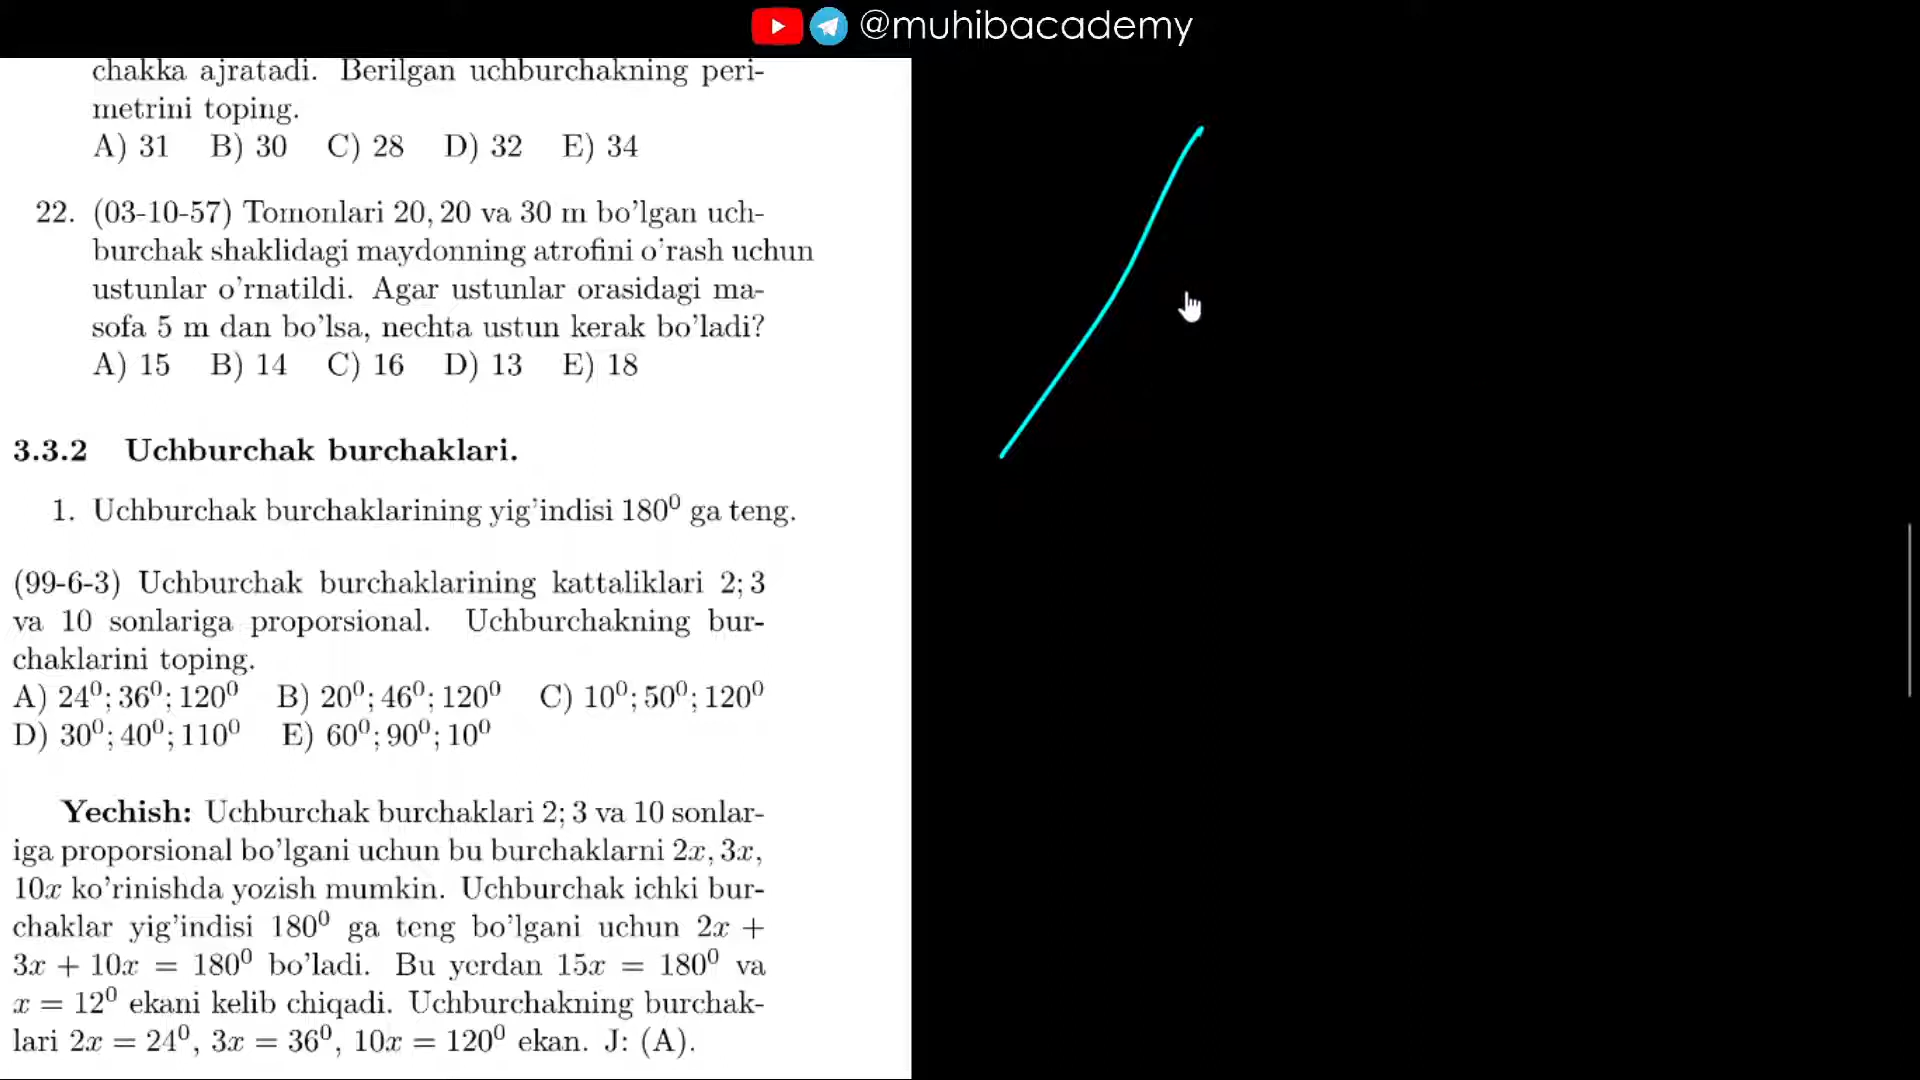 @muhibacademy
chakka ajratadi. Berilgan uchburchakning peri-
metrini toping.
A) 31 B) 30 C) 28 D) 32 E) 34
22. (03-10-57) Tomonlari 20, 20 va 30 m bo'lgan uch-
burchak shaklidagi maydonning atrofini o'rash uchun
ustunlar o'rnatildi. Agar ustunlar orasidagi ma-
sofa 5 m dan bo'lsa, nechta ustun kerak bo'ladi?
A) 15 B) 14 C) 16 D) 13 E) 18
3.3.2 Uchburchak burchaklari.
1. Uchburchak burchaklarining yig'indisi 180⁰ ga teng.
(99-6-3) Uchburchak burchaklarining kattaliklari 2; 3
va 10 sonlariga proporsional. Uchburchakning bur-
chaklarini toping.
A) 24⁰; 36⁰; 120⁰ B) 20⁰; 46⁰; 120⁰ C) 10⁰; 50⁰; 120⁰
D) 30⁰; 40⁰; 110⁰ E) 60⁰; 90⁰; 10⁰
Yechish: Uchburchak burchaklari 2; 3 va 10 sonlar-
iga proporsional bo'lgani uchun bu burchaklarni 2x, 3x,
10x ko'rinishda yozish mumkin. Uchburchak ichki bur-
chaklar yig'indisi 180⁰ ga teng bo'lgani uchun 2x +
3x + 10x = 180⁰ bo'ladi. Bu yerdan 15x = 180⁰ va
x = 12⁰ ekani kelib chiqadi. Uchburchakning burchak-
lari 2x = 24⁰, 3x = 36⁰, 10x = 120⁰ ekan. J: (A).